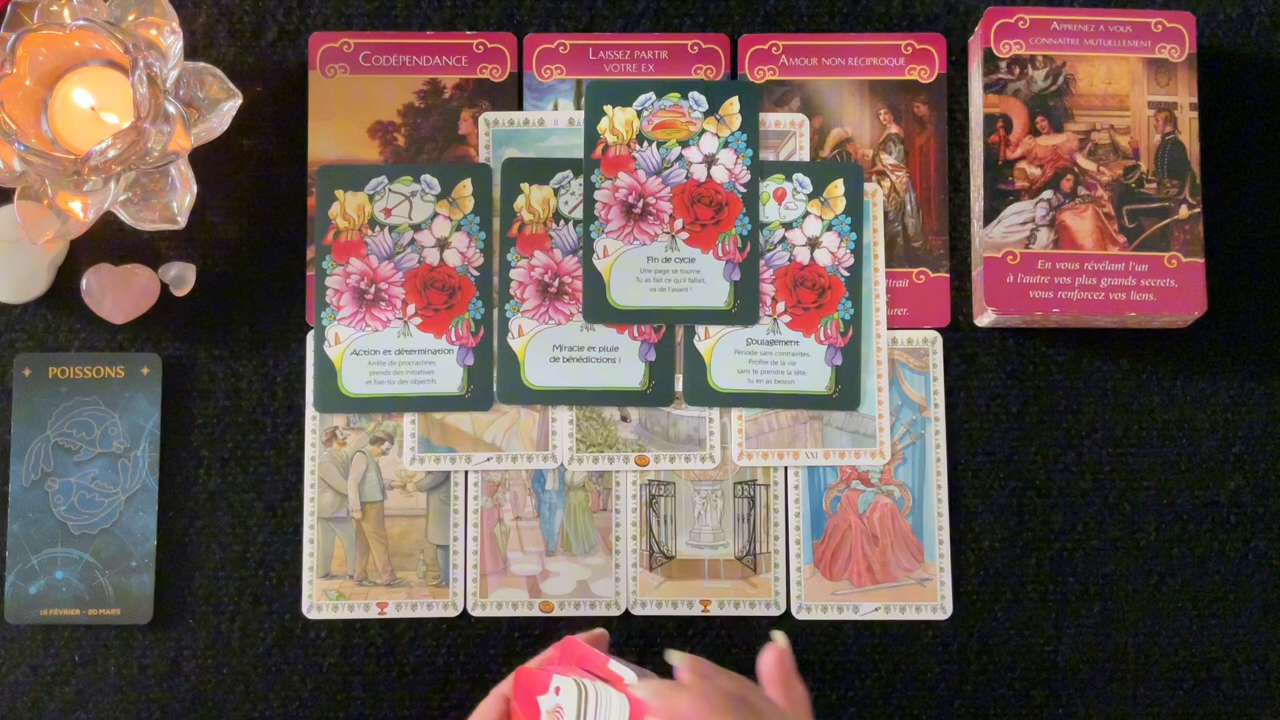 CODÉPENDANCE
LAISSEZ PARTIR
VOTRE EX
AMOUR NON RÉCIPROQUE
APPRENEZ A VOUS
CONNAÎTRE MUTUELLEMENT
8
Fin de cycle
Une page se tourne.
Tu as fait ce qu'il fallait,
va de l'avant !
En vous révélant l'un
à l'autre vos plus grands secrets,
vous renforcez vos liens.
urer.
Action et détermination
Arrête de procrastiner,
prends des initiatives
et fixe-toi des objectifs.
Miracle et pluie
de bénédictions !
Soulagement
Période sans contraintes.
Profite de la vie
sans te prendre la tête,
tu en as besoin.
POISSONS
XXI
19 FÉVRIER - 20 MARS